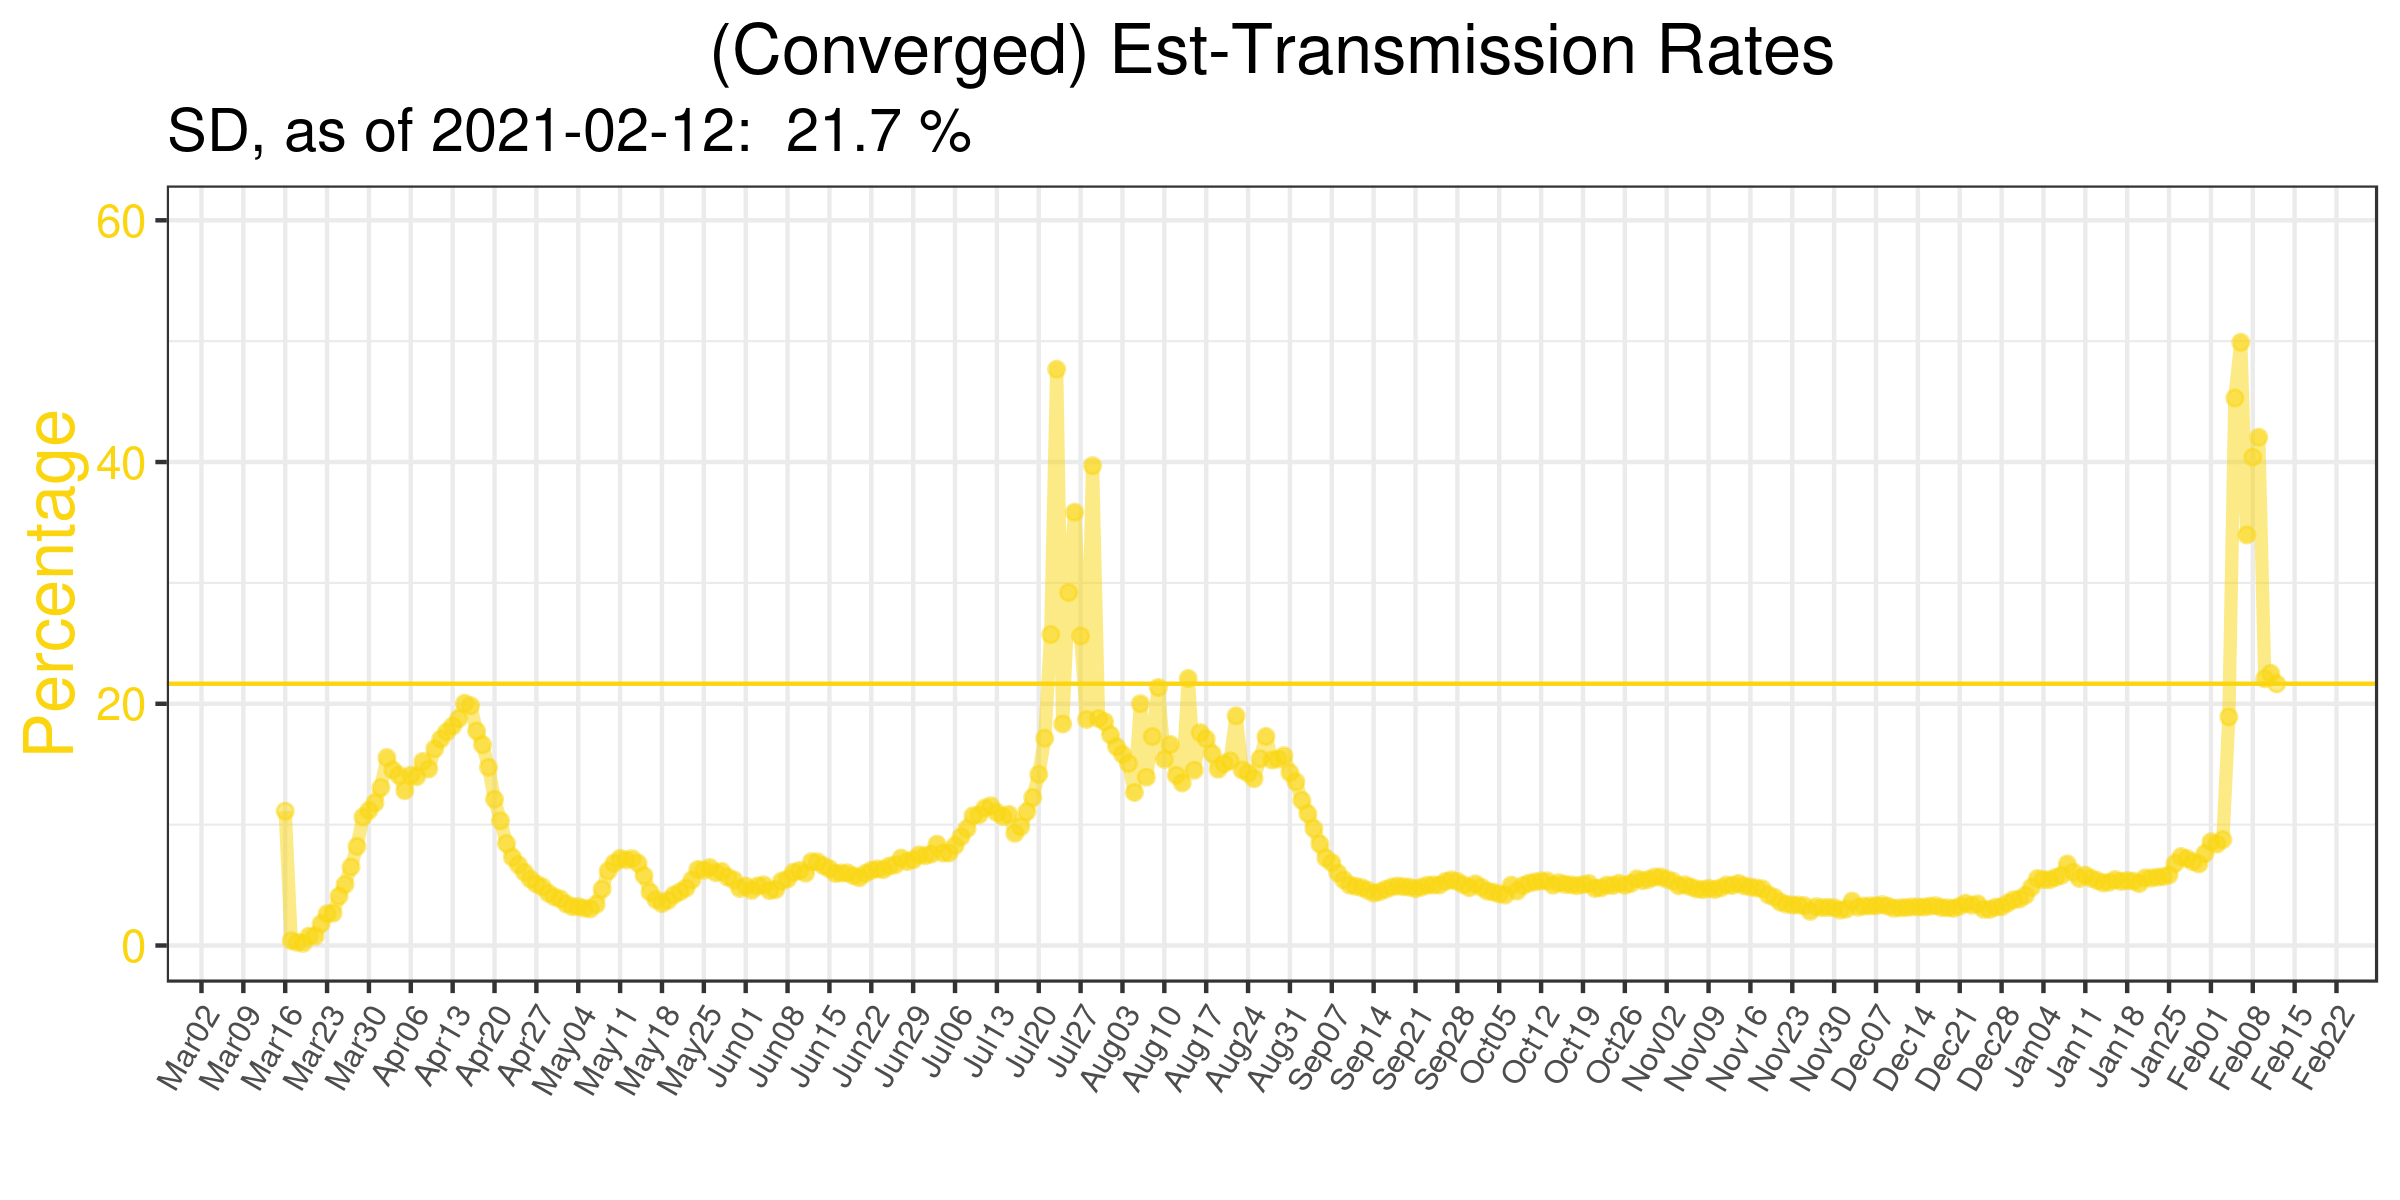 (Converged) Est-Transmission Rates
SD, as of 2021-02-12:  21.7 %
Percentage
60
40
20
0
Mar02
Mar09
Mar16
Mar23
Mar30
Apr06
Apr13
Apr20
Apr27
May04
May11
May18
May25
Jun01
Jun08
Jun15
Jun22
Jun29
Jul06
Jul13
Jul20
Jul27
Aug03
Aug10
Aug17
Aug24
Aug31
Sep07
Sep14
Sep21
Sep28
Oct05
Oct12
Oct19
Oct26
Nov02
Nov09
Nov16
Nov23
Nov30
Dec07
Dec14
Dec21
Dec28
Jan04
Jan11
Jan18
Jan25
Feb01
Feb08
Feb15
Feb22